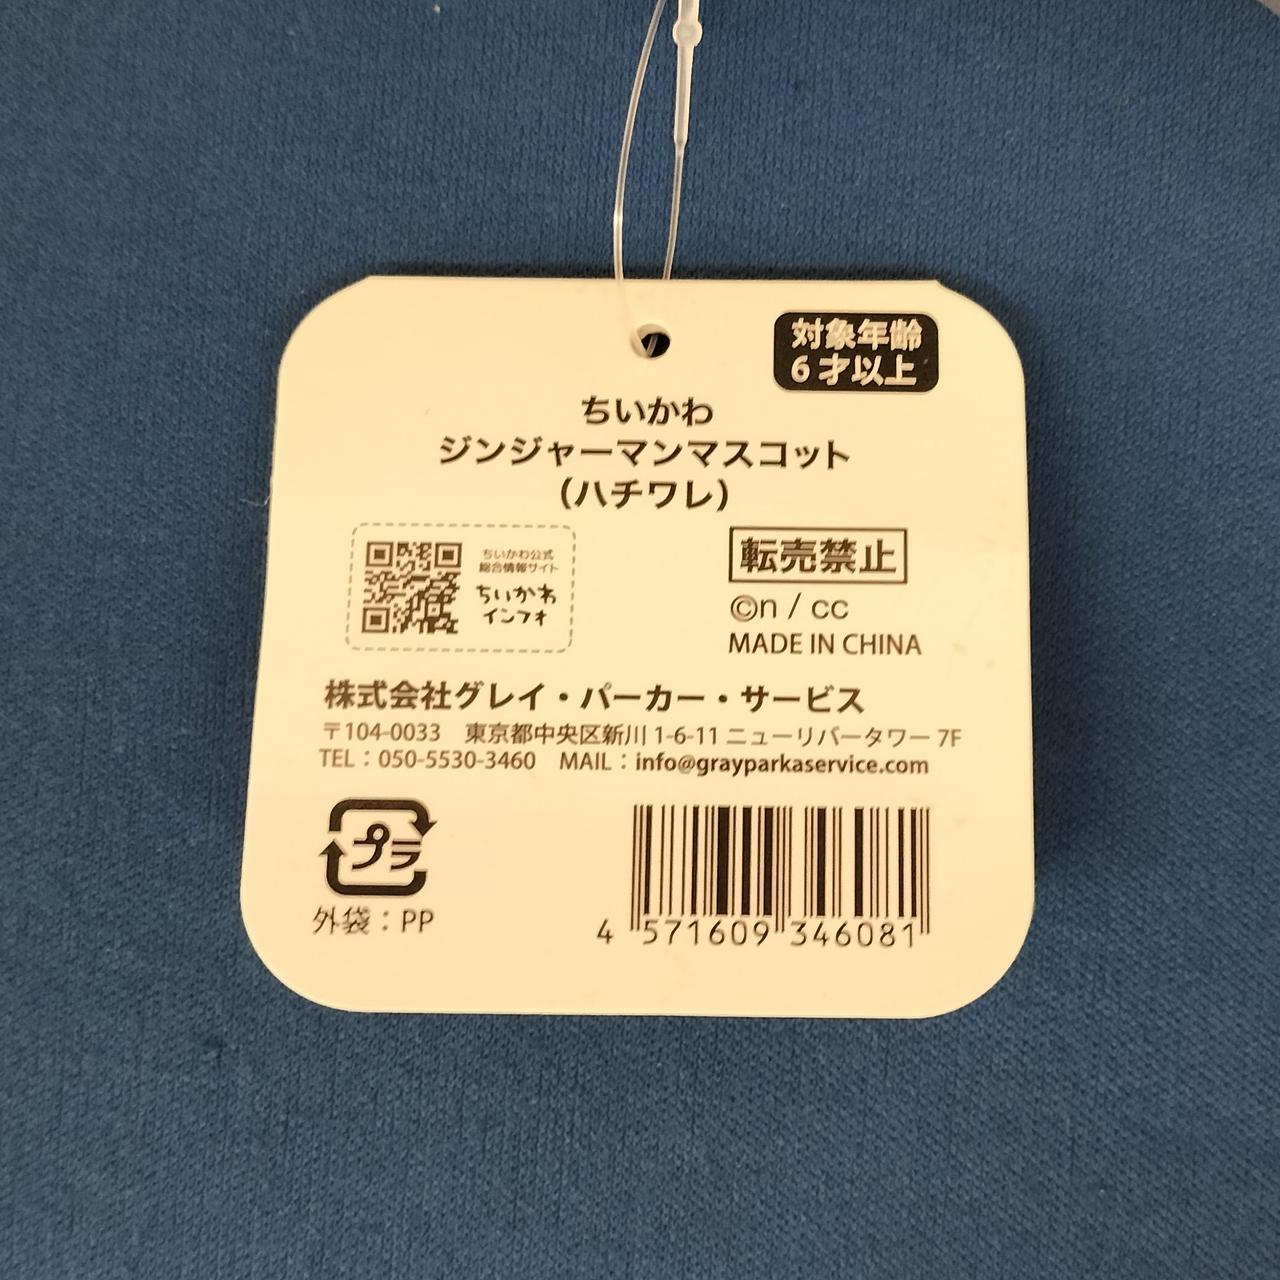 対象年齢
6才以上
ちいかわ
ジンジャーマンマスコット
（ハチワレ）
ちいかわ公式
総合情報サイト
ちいかわ
インフォ
転売禁止
©n / cc
MADE IN CHINA
株式会社グレイ・パーカー・サービス
〒104-0033　東京都中央区新川 1-6-11 ニューリバータワー 7F
TEL：050-5530-3460　MAIL：info@grayparkaservice.com
プラ
外袋：PP
4 571609 346081